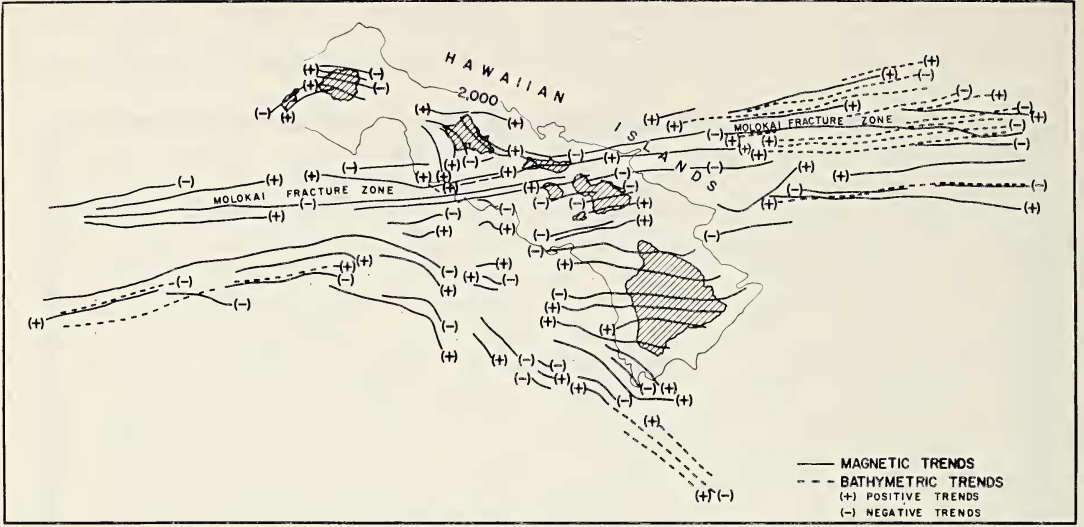 HAWAIIAN
2,000
ISLANDS
MOLOKAI FRACTURE ZONE
MOLOKAI FRACTURE ZONE
MAGNETIC TRENDS
BATHYMETRIC TRENDS
(+) POSITIVE TRENDS
(-) NEGATIVE TRENDS